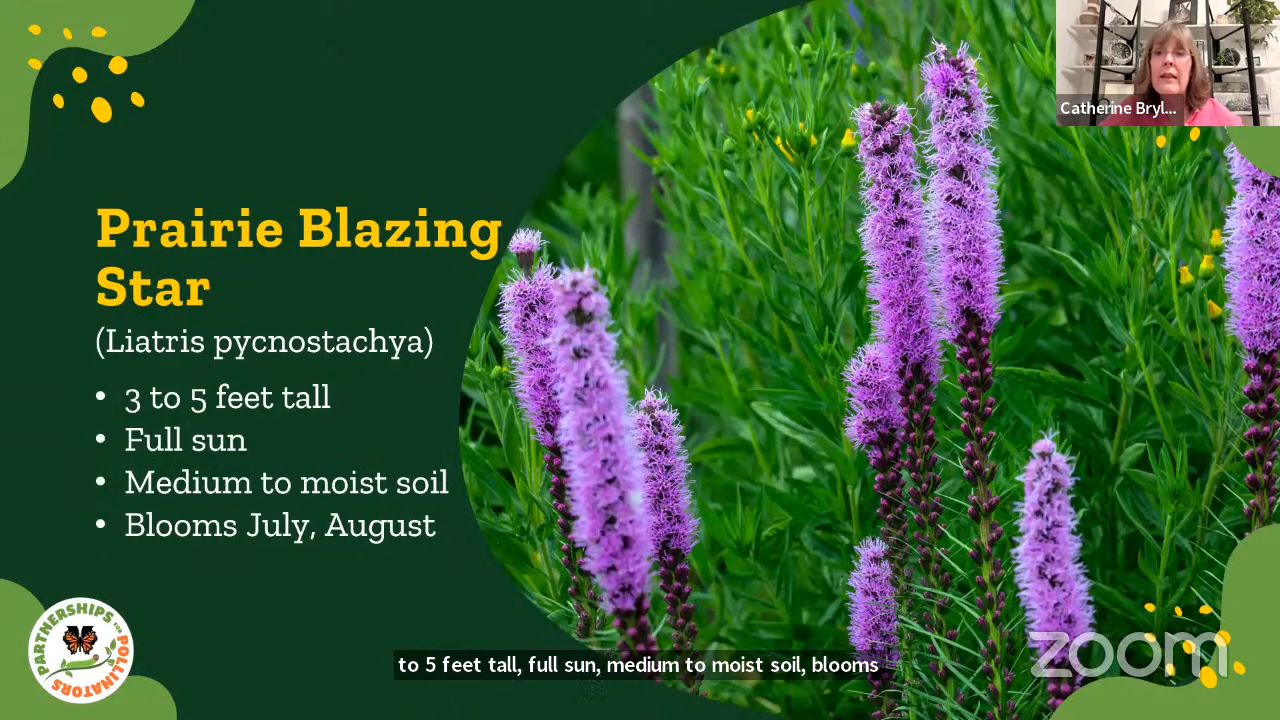 Catherine Bryl...
Prairie Blazing
Star
(Liatris pycnostachya)
• 3 to 5 feet tall
• Full sun
• Medium to moist soil
• Blooms July, August
PARTNERSHIPS for POLLINATORS
to 5 feet tall, full sun, medium to moist soil, blooms
zoom